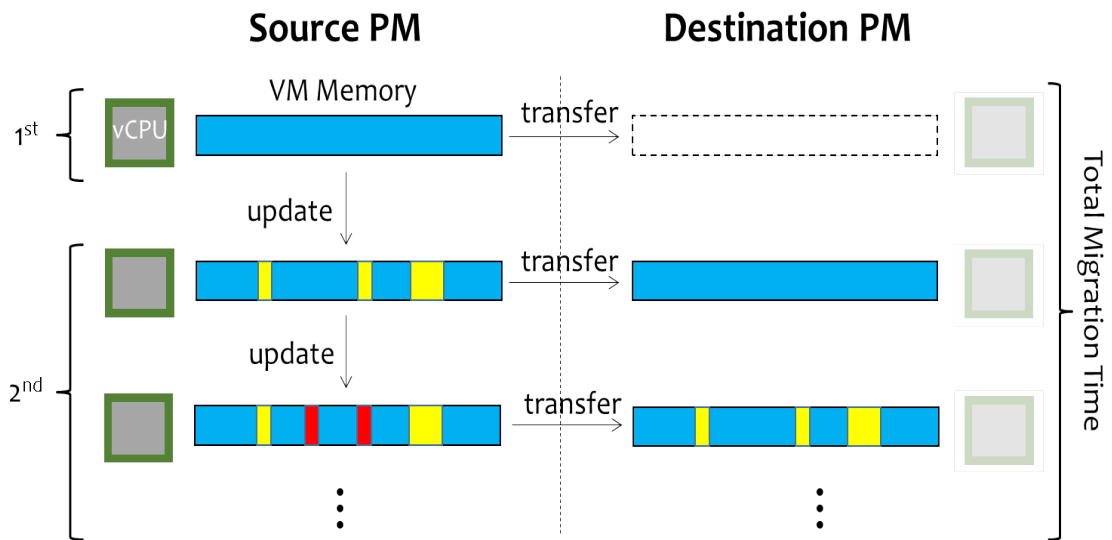 Source PM
Destination PM
VM Memory
transfer
1st
vCPU
update
transfer
update
2nd
transfer
Total Migration Time